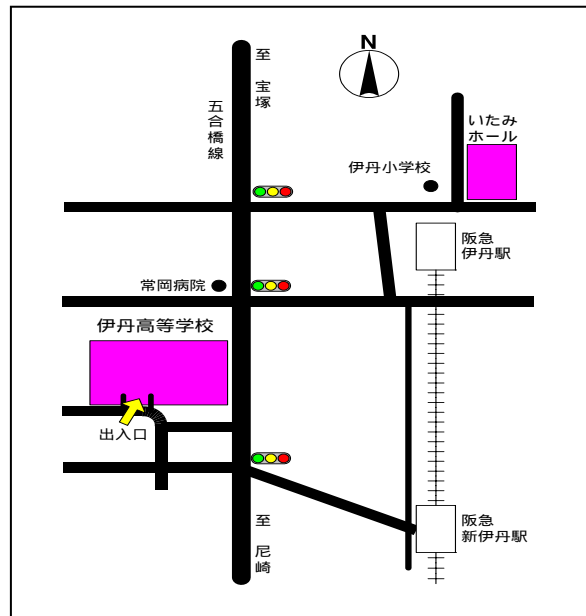 N
至 宝塚
五合橋線
いたみ
ホール
伊丹小学校
阪急
伊丹駅
常岡病院
伊丹高等学校
出入口
至 尼崎
阪急
新伊丹駅